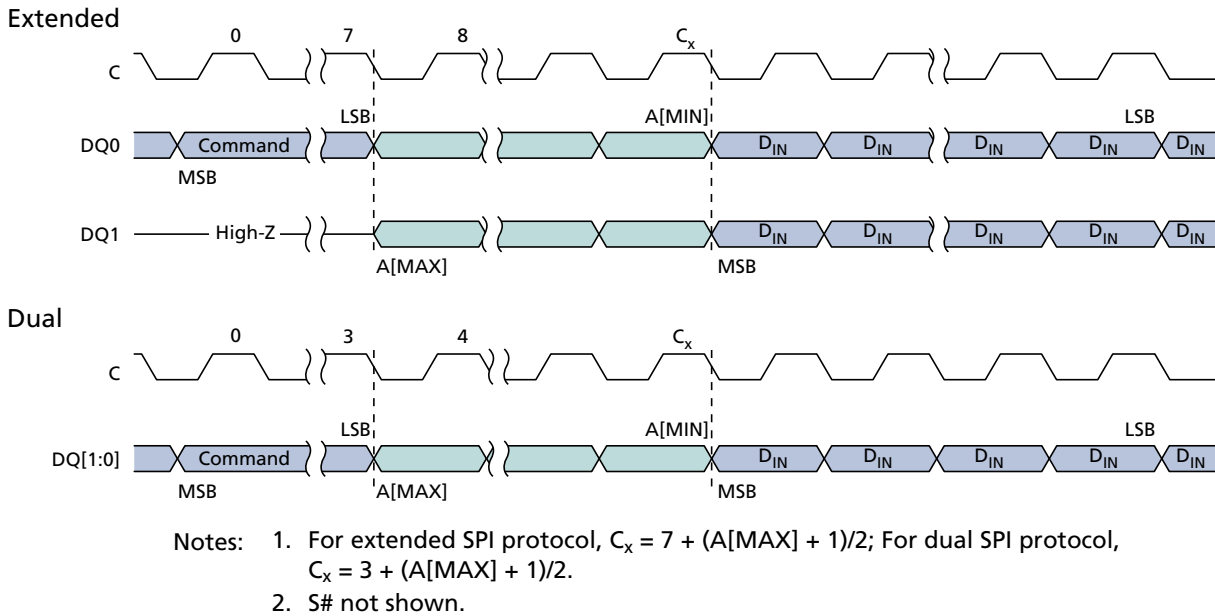 Extended
0 7 8 Cx
C
LSB A[MIN] LSB
DQ0 Command DIN DIN DIN DIN DIN
MSB
DQ1 High-Z DIN DIN DIN DIN DIN
A[MAX] MSB
Dual
0 3 4 Cx
C
LSB A[MIN] LSB
DQ[1:0] Command DIN DIN DIN DIN DIN
MSB A[MAX] MSB
Notes: 1. For extended SPI protocol, Cx = 7 + (A[MAX] + 1)/2; For dual SPI protocol,
Cx = 3 + (A[MAX] + 1)/2.
2. S# not shown.